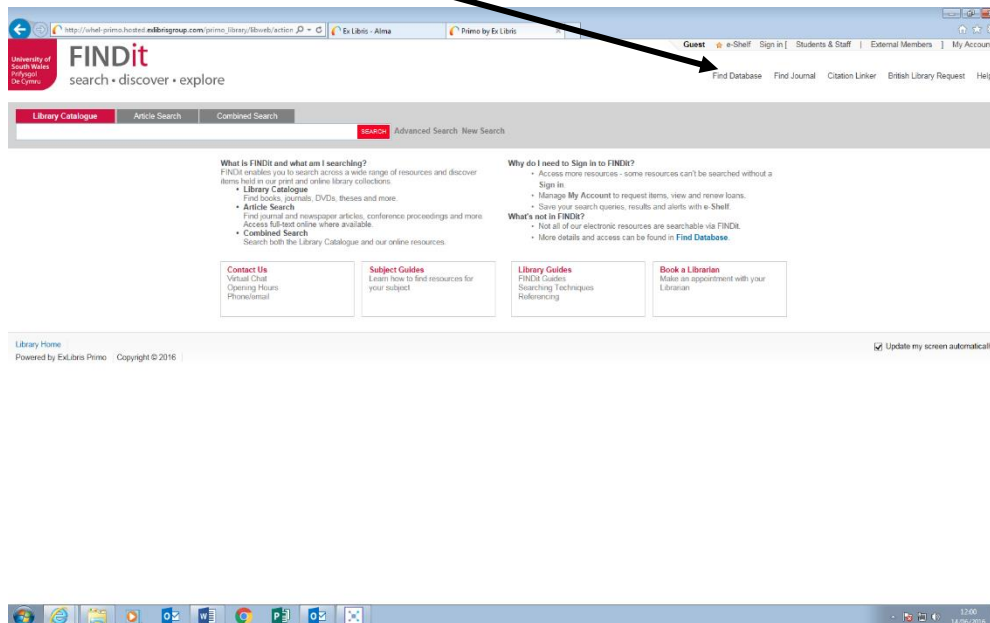 http://whel-primo.hosted.exlibrisgroup.com/primo_library/libweb/action
Ex Libris - Alma
Primo by Ex Libris
Guest e-Shelf Sign in [ Students & Staff | External Members ] My Accoun
University of
South Wales
Prifysgol
De Cymru
FINDit
search • discover • explore
Find Database Find Journal Citation Linker British Library Request Help
Library Catalogue Article Search Combined Search
SEARCH Advanced Search New Search
What is FINDit and what am I searching?
FINDit enables you to search across a wide range of resources and discover
items held in our print and online library collections.
• Library Catalogue
Find books, journals, DVDs, theses and more.
• Article Search
Find journal and newspaper articles, conference proceedings and more.
Access full-text online where available.
• Combined Search
Search both the Library Catalogue and our online resources.
Why do I need to Sign in to FINDit?
• Access more resources - some resources can't be searched without a
Sign in.
• Manage My Account to request items, view and renew loans.
• Save your search queries, results and alerts with e-Shelf.
What's not in FINDit?
• Not all of our electronic resources are searchable via FINDit.
• More details and access can be found in Find Database.
Contact Us
Virtual Chat
Opening Hours
Phone/email
Subject Guides
Learn how to find resources for
your subject
Library Guides
FINDit Guides
Searching Techniques
Referencing
Book a Librarian
Make an appointment with your
Librarian
Library Home
Powered by ExLibris Primo Copyright © 2016
Update my screen automaticall
12:00
14/06/2016